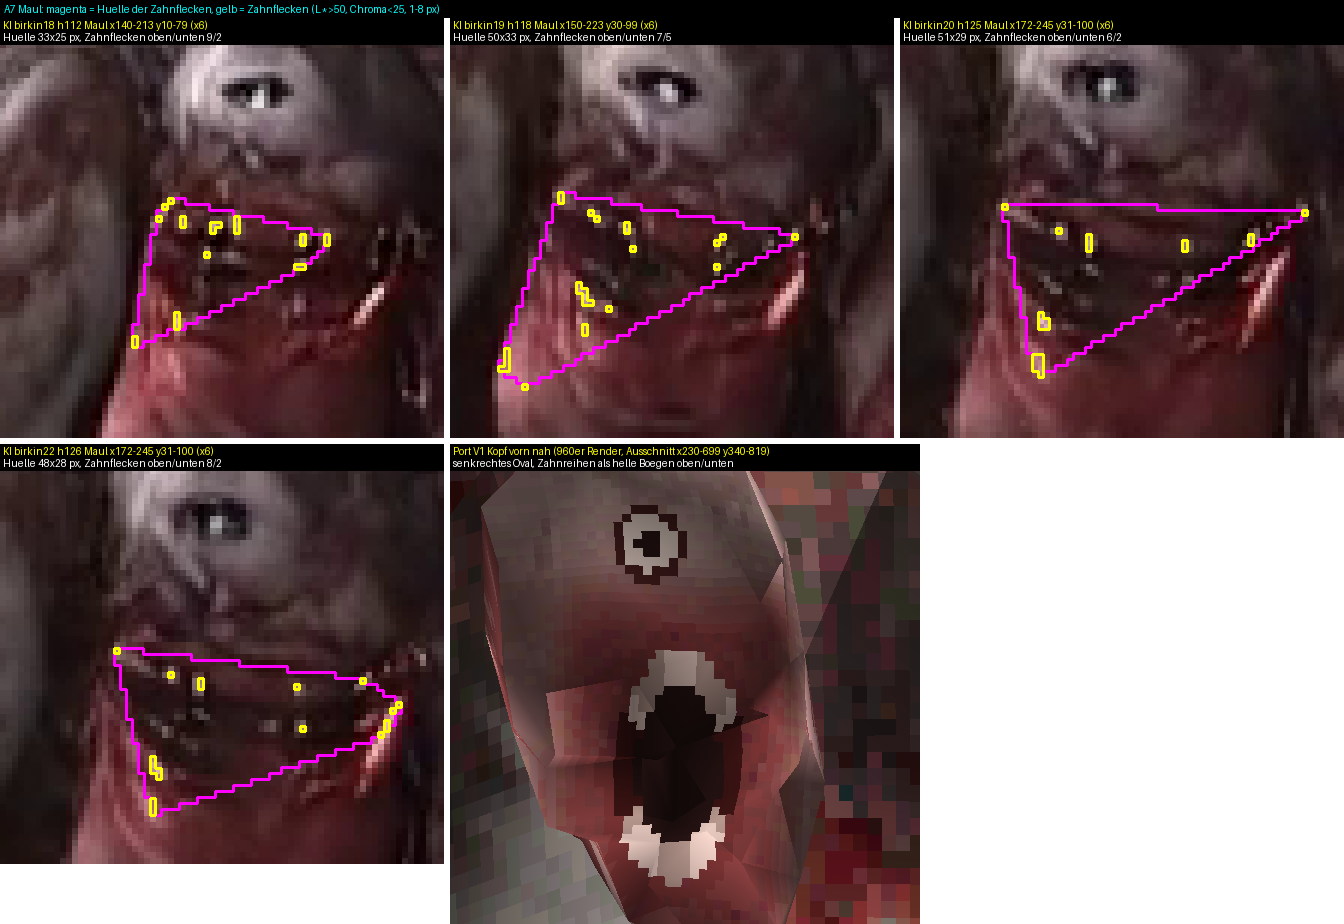 A7 Maul: magenta = Huelle der Zahnflecken, gelb = Zahnflecken (L*>50, Chroma<25, 1-8 px)
KI birkin18 h112 Maul x140-213 y10-79 (x6)
Huelle 33x25 px, Zahnflecken oben/unten 9/2
KI birkin19 h118 Maul x150-223 y30-99 (x6)
Huelle 50x33 px, Zahnflecken oben/unten 7/5
KI birkin20 h125 Maul x172-245 y31-100 (x6)
Huelle 51x29 px, Zahnflecken oben/unten 6/2
KI birkin22 h126 Maul x172-245 y31-100 (x6)
Huelle 48x28 px, Zahnflecken oben/unten 8/2
Port V1 Kopf vorn nah (960er Render, Ausschnitt x230-699 y340-819)
senkrechtes Oval, Zahnreihen als helle Boegen oben/unten